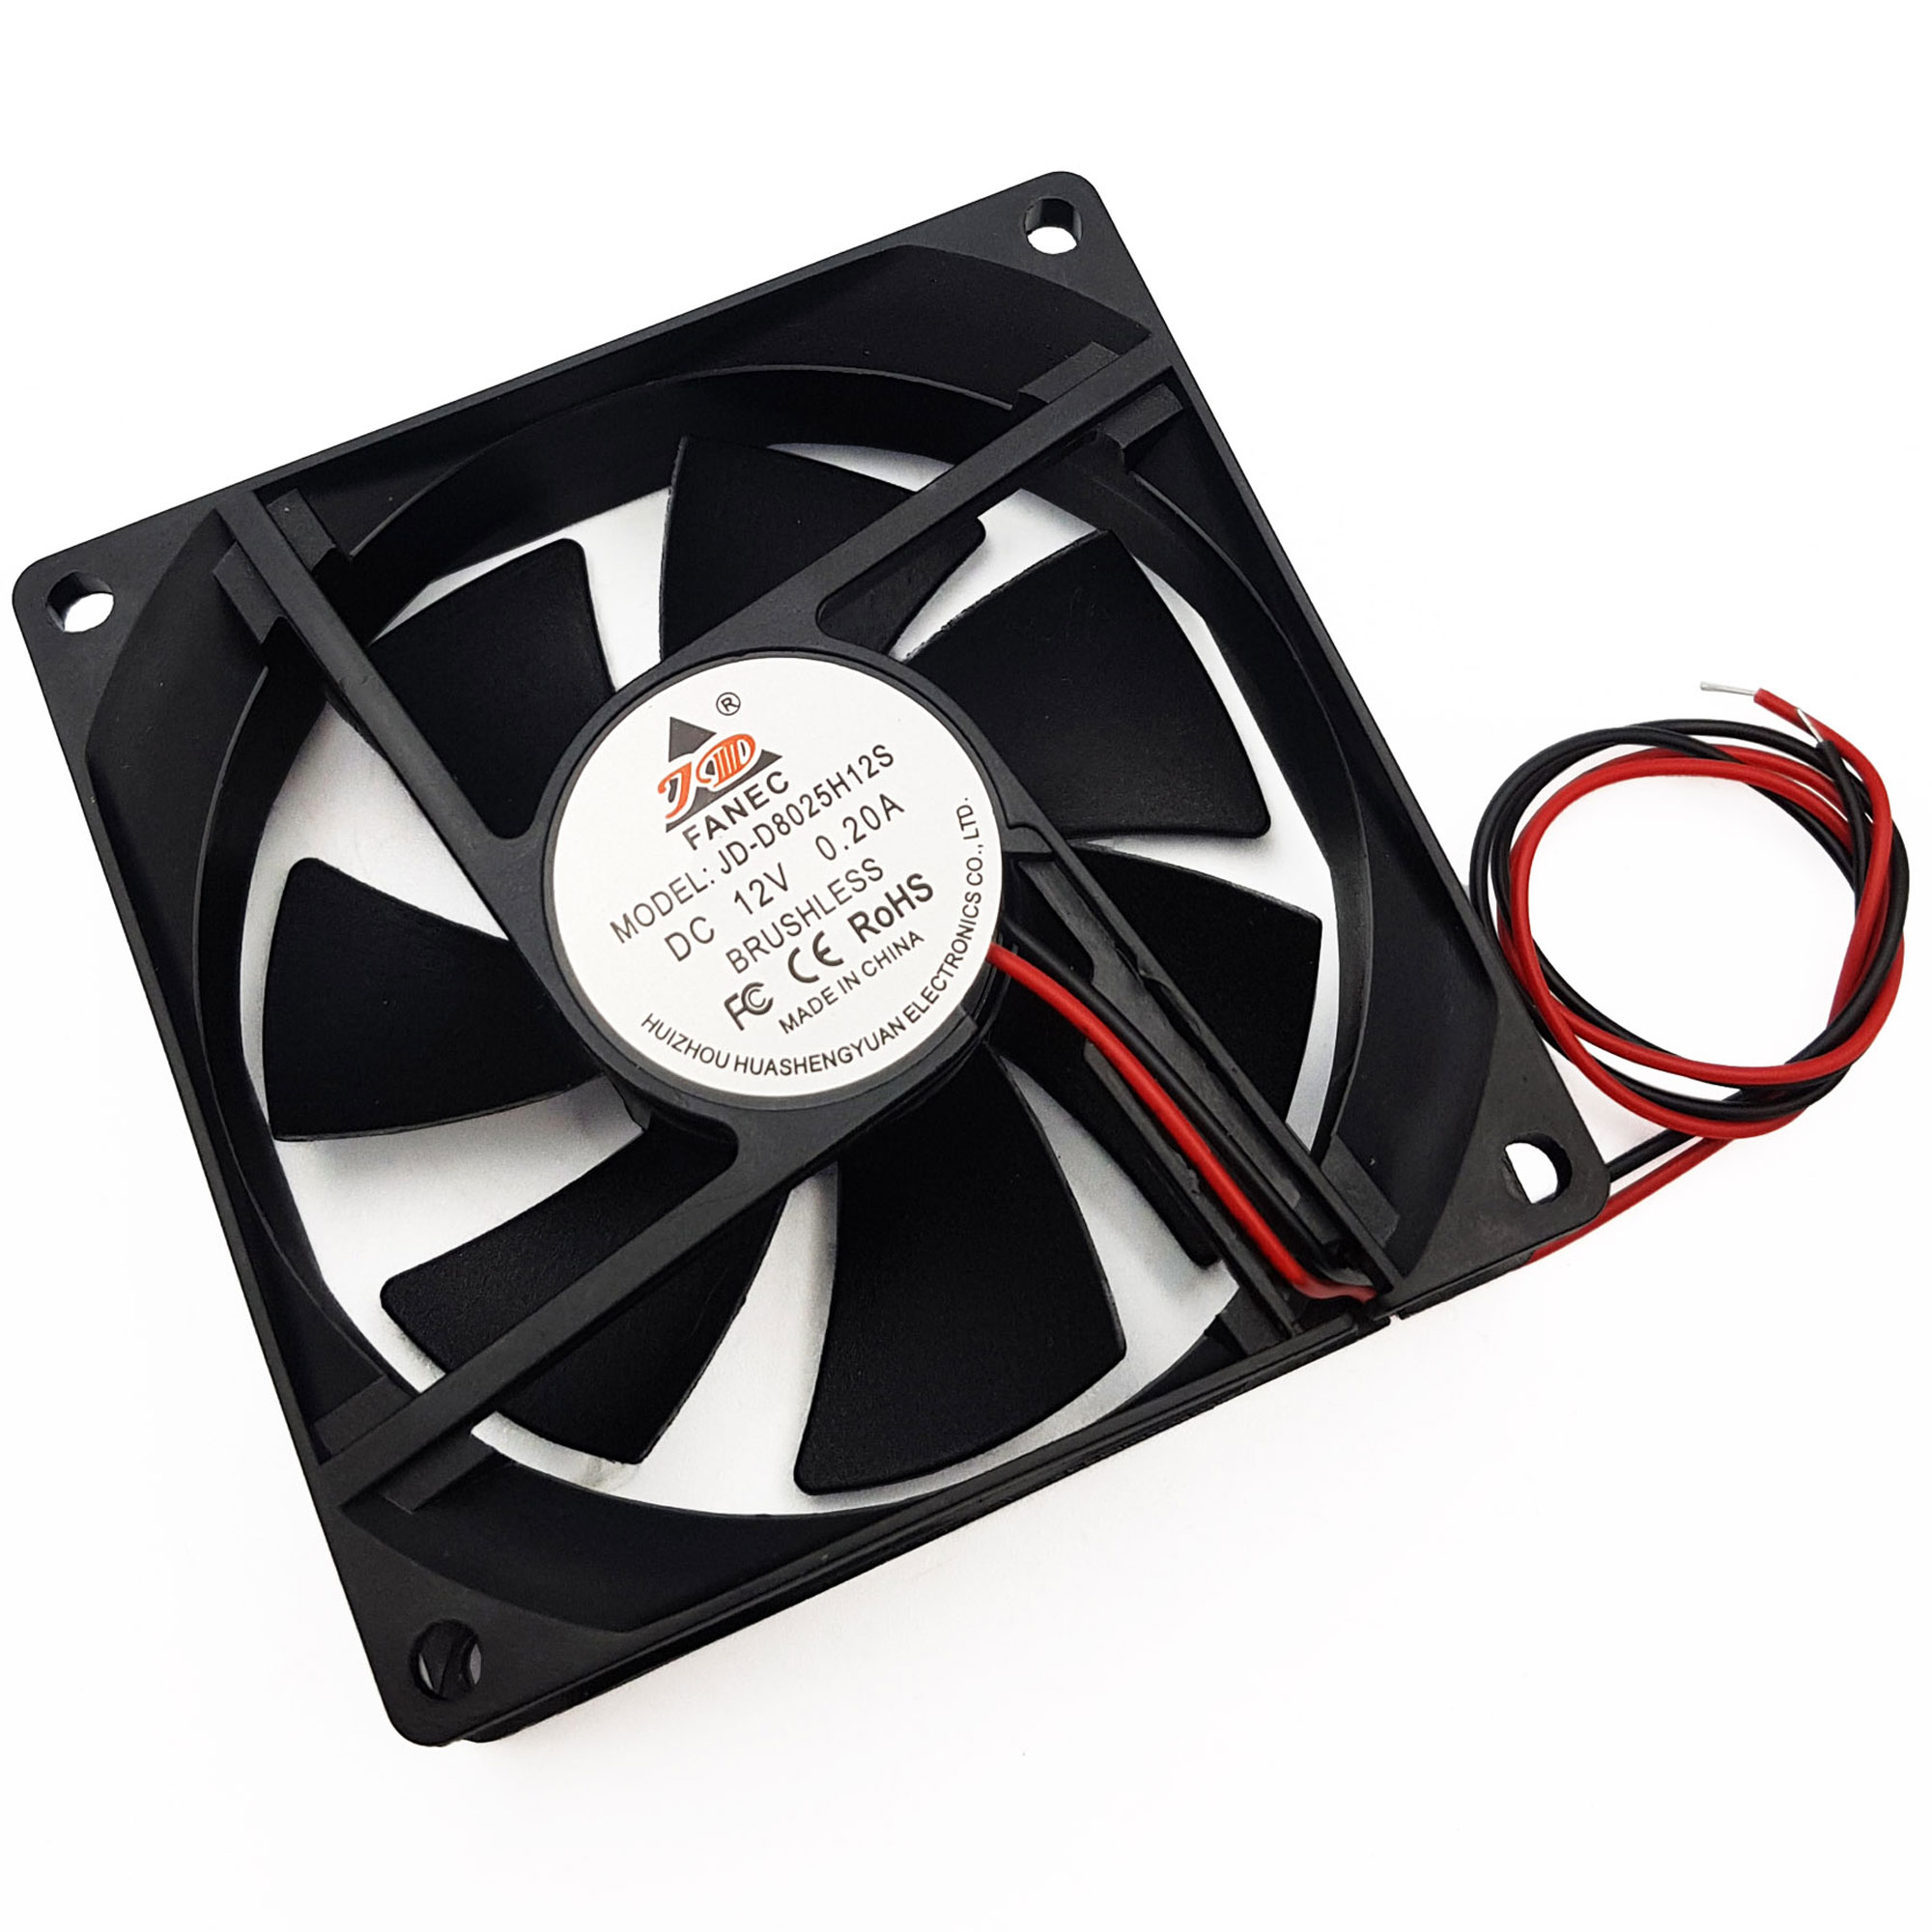 ®
JD
FANEC
MODEL: JD-D8025H12S
DC 12V 0.20A
BRUSHLESS
FC CE RoHS
MADE IN CHINA
HUIZHOU HUASHENGYUAN ELECTRONICS CO., LTD.